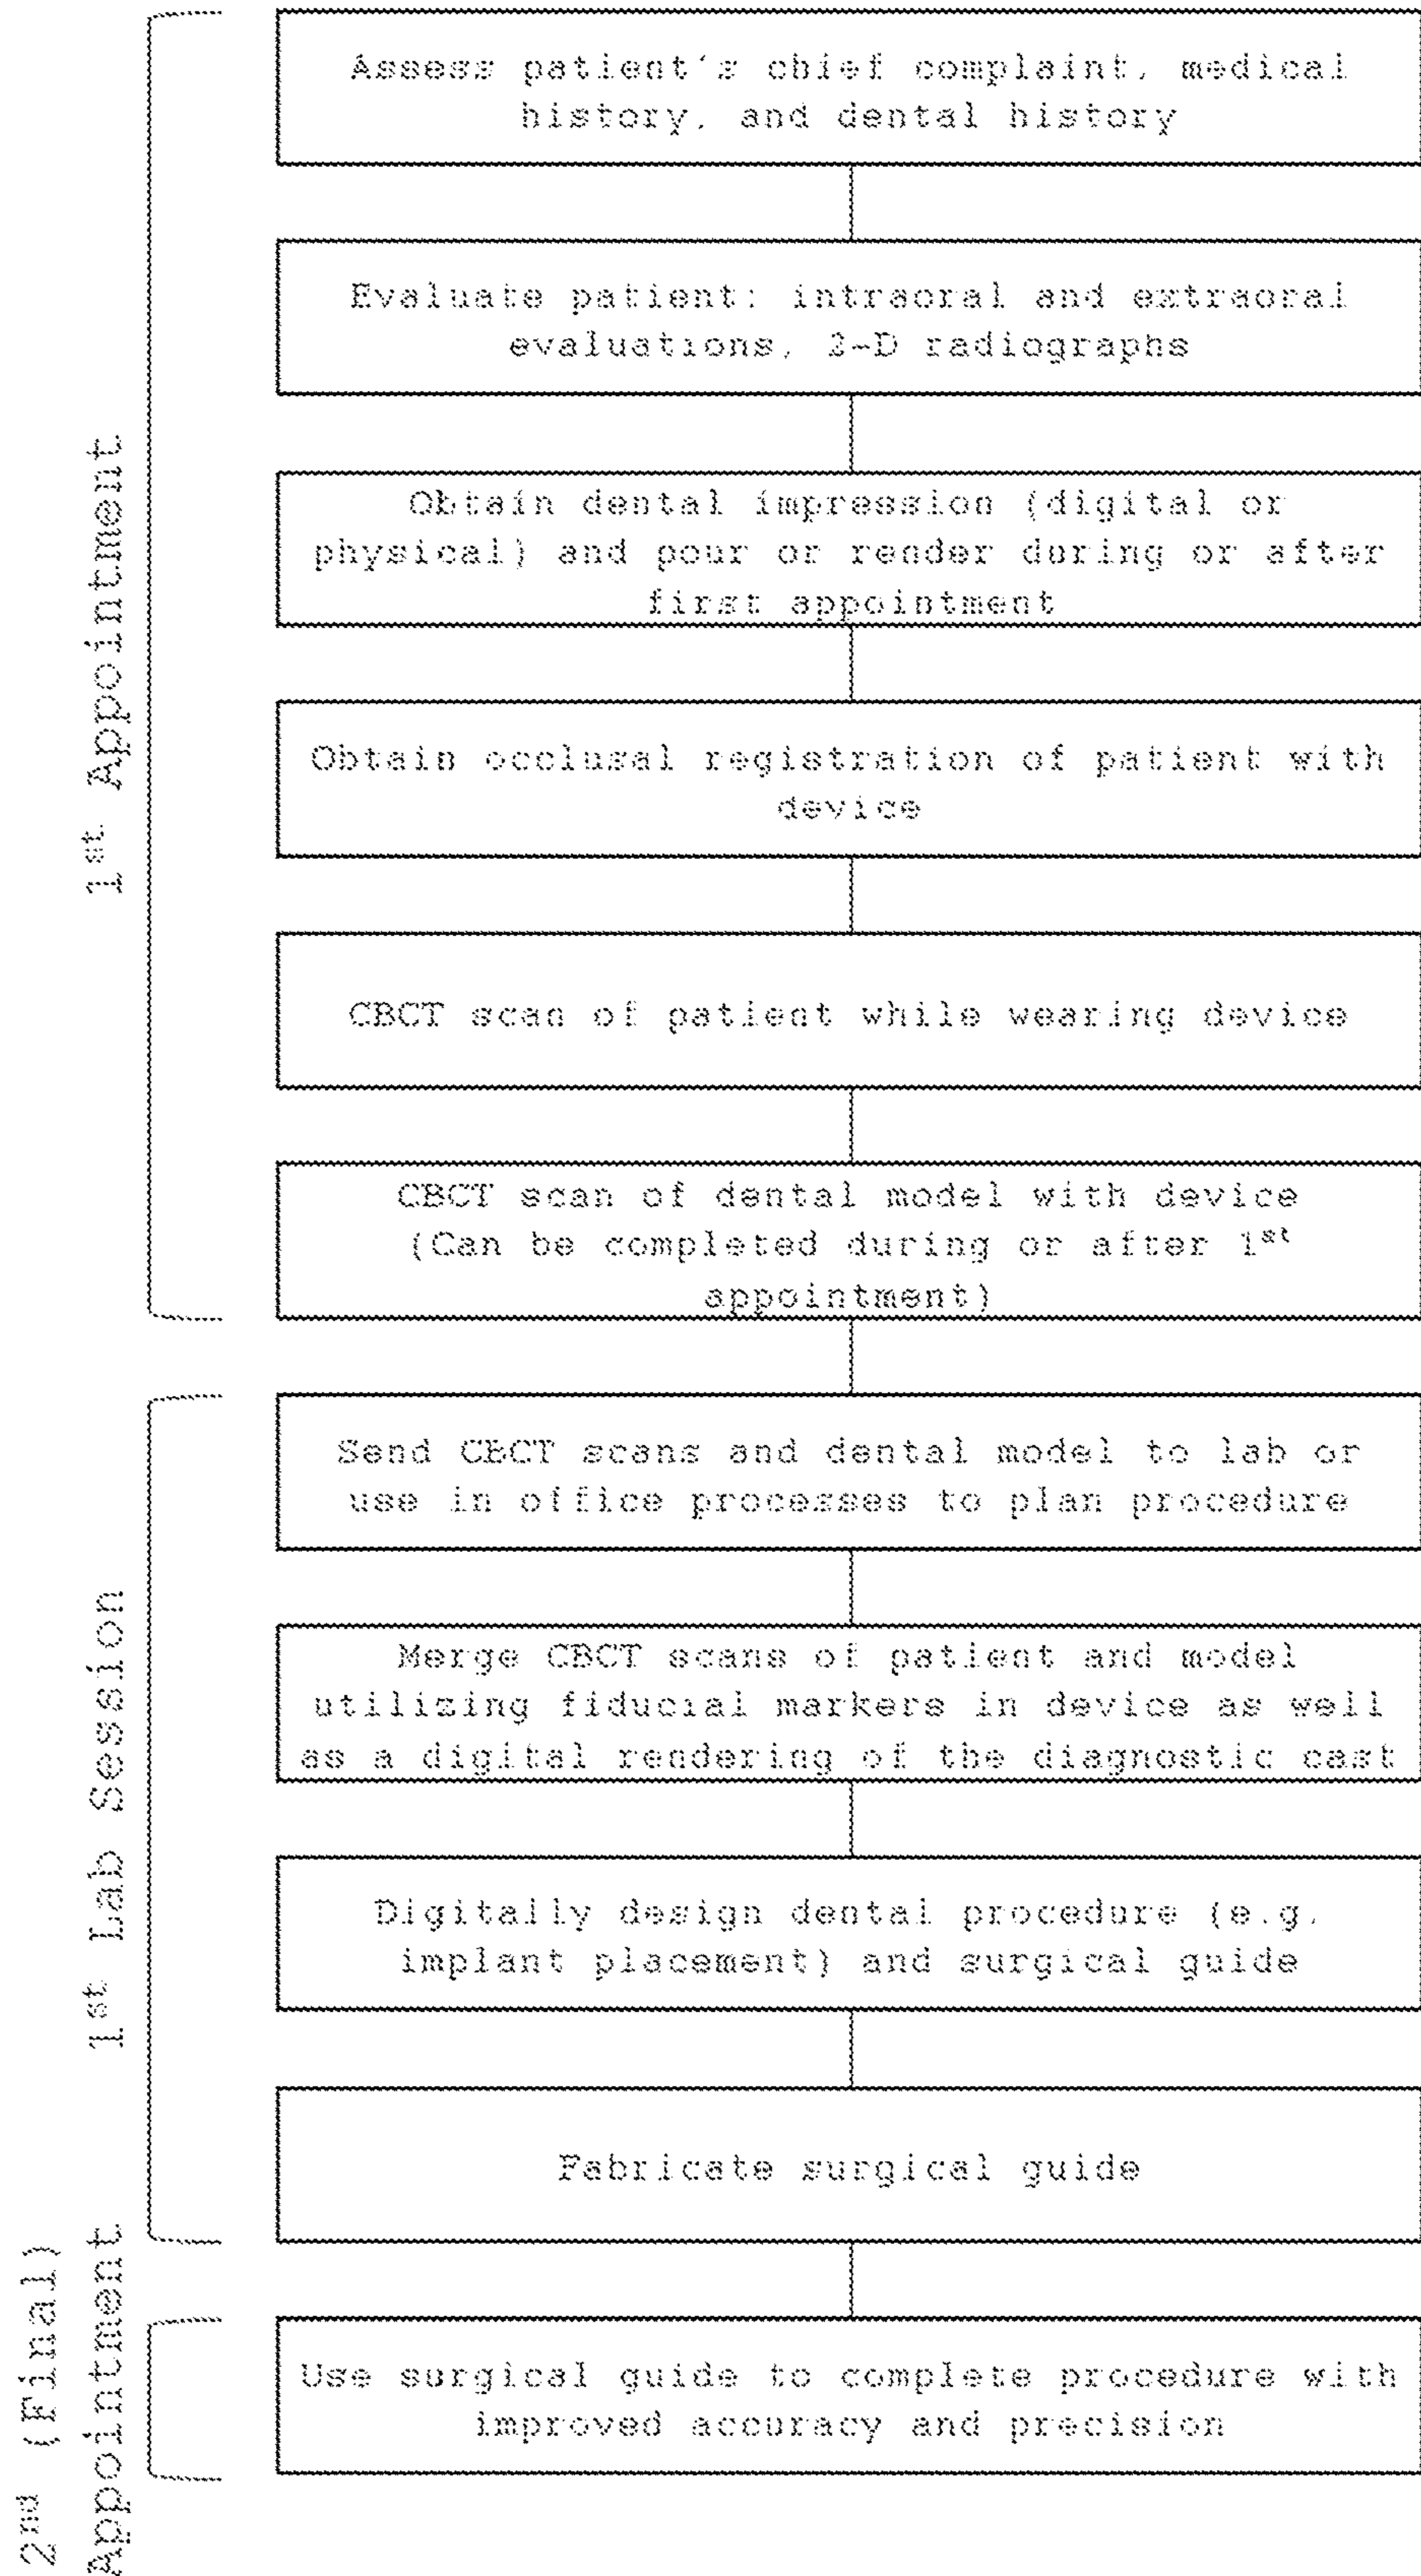 Assess patient's chief complaint, medical
history, and dental history
Evaluate patient: intraoral and extraoral
evaluations, 2-D radiographs
Obtain dental impression (digital or
physical) and pour or render during or after
first appointment
Obtain occlusal registration of patient with
device
CBCT scan of patient while wearing device
CBCT scan of dental model with device
(Can be completed during or after 1st
appointment)
1st Appointment
Send CBCT scans and dental model to lab or
use in office processes to plan procedure
Merge CBCT scans of patient and model
utilizing fiducial markers in device as well
as a digital rendering of the diagnostic cast
Digitally design dental procedure (e.g.
implant placement) and surgical guide
Fabricate surgical guide
1st Lab Session
Use surgical guide to complete procedure with
improved accuracy and precision
2nd (Final)
Appointment